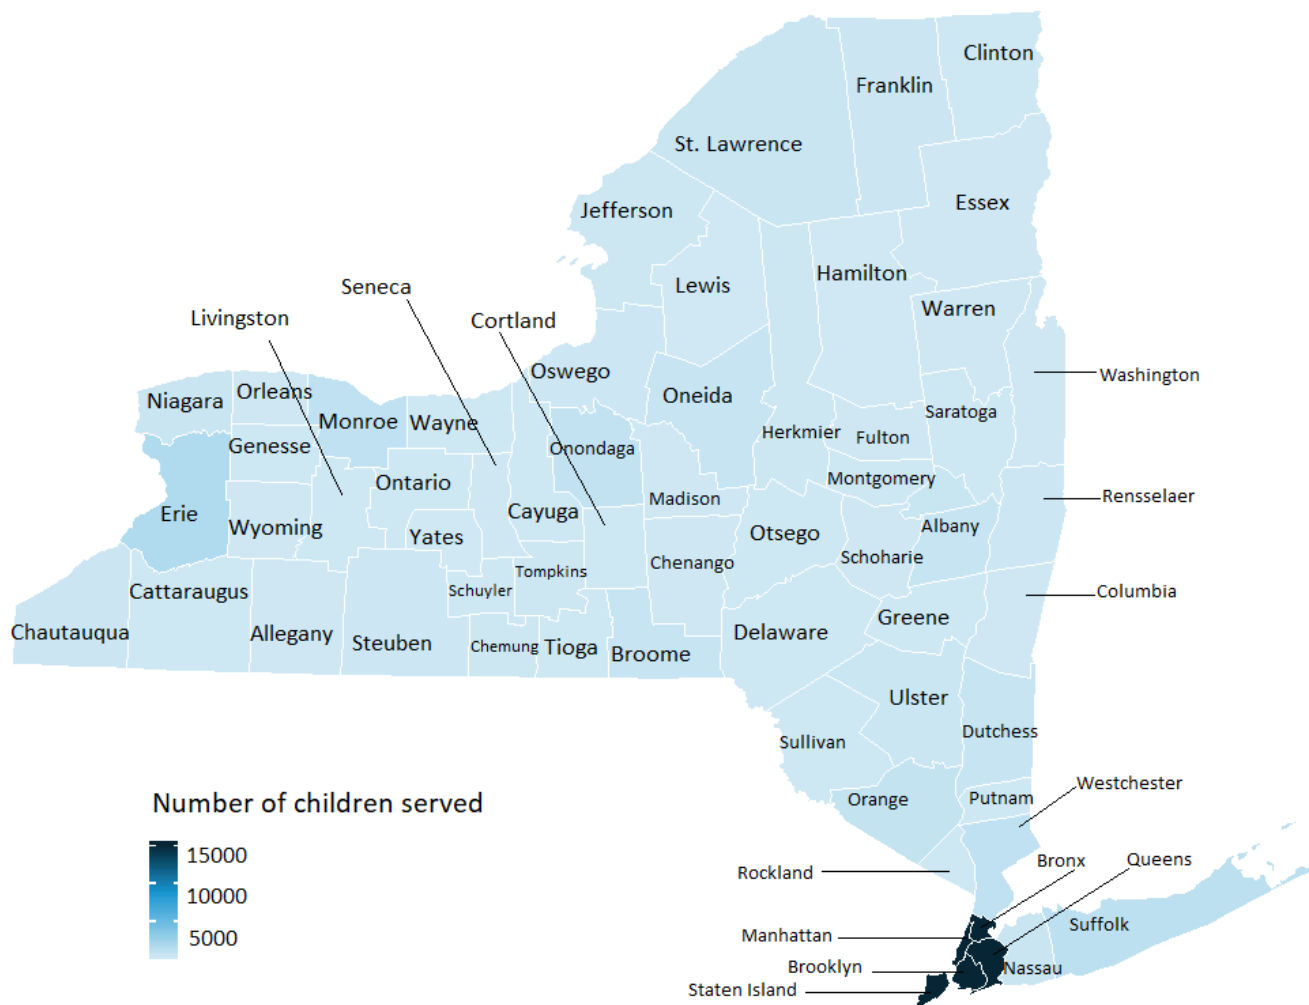 Clinton
Franklin
St. Lawrence
Essex
Jefferson
Hamilton
Lewis
Seneca
Warren
Livingston
Cortland
Oswego
Washington
Orleans
Niagara
Oneida
Saratoga
Monroe
Wayne
Herkmier
Fulton
Genesse
Onondaga
Montgomery
Ontario
Madison
Rensselaer
Erie
Cayuga
Wyoming
Albany
Otsego
Yates
Schoharie
Chenango
Tompkins
Cattaraugus
Schuyler
Columbia
Greene
Chautauqua
Allegany
Delaware
Steuben
Chemung
Tioga
Broome
Ulster
Dutchess
Sullivan
Westchester
Putnam
Orange
Number of children served
15000
10000
5000
Bronx
Queens
Rockland
Suffolk
Manhattan
Brooklyn
Nassau
Staten Island